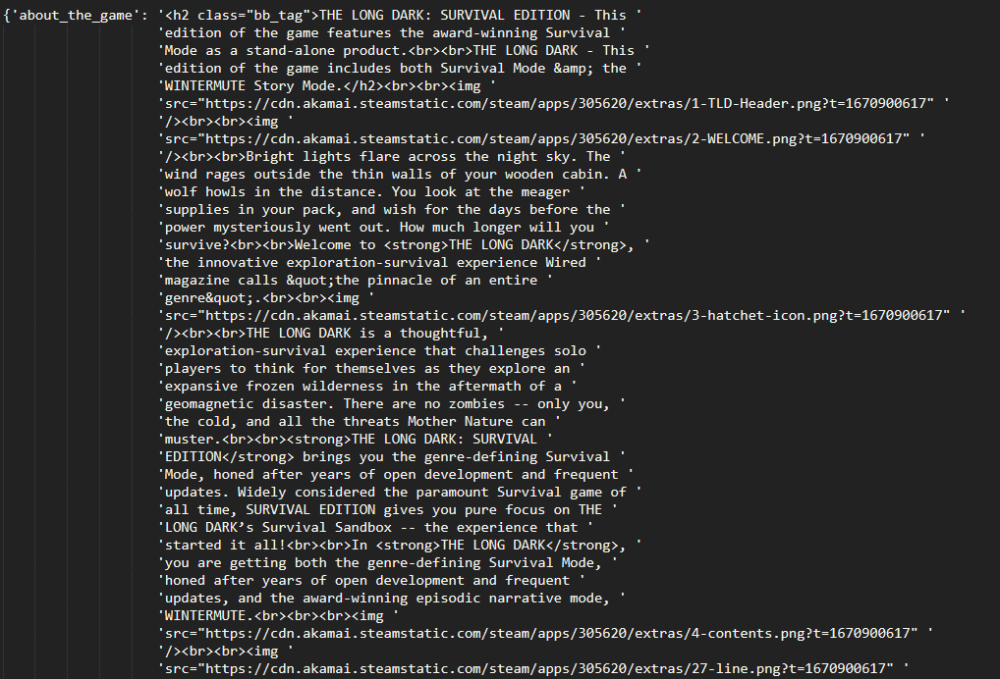 {'about_the_game': '<h2 class="bb_tag">THE LONG DARK: SURVIVAL EDITION - This '
'edition of the game features the award-winning Survival '
'Mode as a stand-alone product.<br><br>THE LONG DARK - This '
'edition of the game includes both Survival Mode &amp; the '
'WINTERMUTE Story Mode.</h2><br><br><img '
'src="https://cdn.akamai.steamstatic.com/steam/apps/305620/extras/1-TLD-Header.png?t=1670900617" '
'/><br><br><img '
'src="https://cdn.akamai.steamstatic.com/steam/apps/305620/extras/2-WELCOME.png?t=1670900617" '
'/><br><br>Bright lights flare across the night sky. The '
'wind rages outside the thin walls of your wooden cabin. A '
'wolf howls in the distance. You look at the meager '
'supplies in your pack, and wish for the days before the '
'power mysteriously went out. How much longer will you '
'survive?<br><br>Welcome to <strong>THE LONG DARK</strong>, '
'the innovative exploration-survival experience Wired '
'magazine calls &quot;the pinnacle of an entire '
'genre&quot;.<br><br><img '
'src="https://cdn.akamai.steamstatic.com/steam/apps/305620/extras/3-hatchet-icon.png?t=1670900617" '
'/><br><br>THE LONG DARK is a thoughtful, '
'exploration-survival experience that challenges solo '
'players to think for themselves as they explore an '
'expansive frozen wilderness in the aftermath of a '
'geomagnetic disaster. There are no zombies -- only you, '
'the cold, and all the threats Mother Nature can '
'muster.<br><br><strong>THE LONG DARK: SURVIVAL '
'EDITION</strong> brings you the genre-defining Survival '
'Mode, honed after years of open development and frequent '
'updates. Widely considered the paramount Survival game of '
'all time, SURVIVAL EDITION gives you pure focus on THE '
'LONG DARK’s Survival Sandbox -- the experience that '
'started it all!<br><br>In <strong>THE LONG DARK</strong>, '
'you are getting both the genre-defining Survival Mode, '
'honed after years of open development and frequent '
'updates, and the award-winning episodic narrative mode, '
'WINTERMUTE.<br><br><br><img '
'src="https://cdn.akamai.steamstatic.com/steam/apps/305620/extras/4-contents.png?t=1670900617" '
'/><br><br><img '
'src="https://cdn.akamai.steamstatic.com/steam/apps/305620/extras/27-line.png?t=1670900617" '